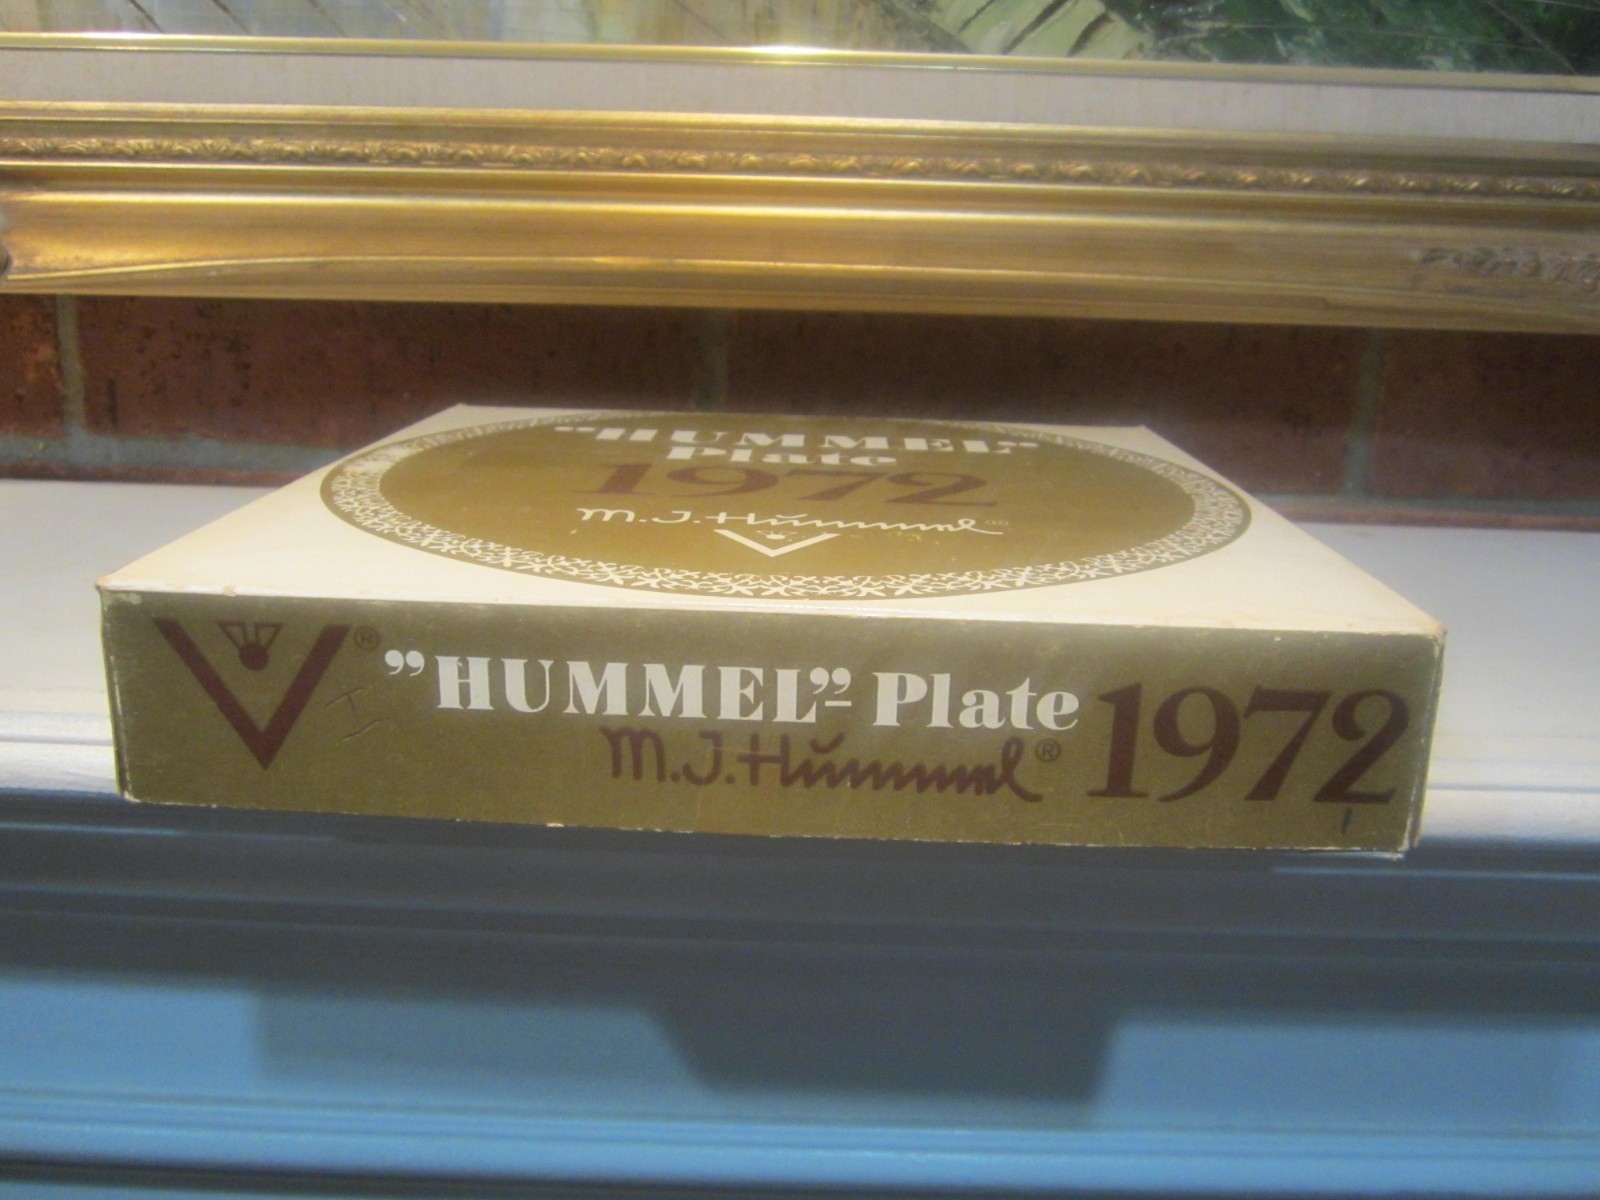 "HUMMEL"
Plate
1972
M.J. Hummel ®
® „HUMMEL”- Plate 1972
M.J. Hummel ®